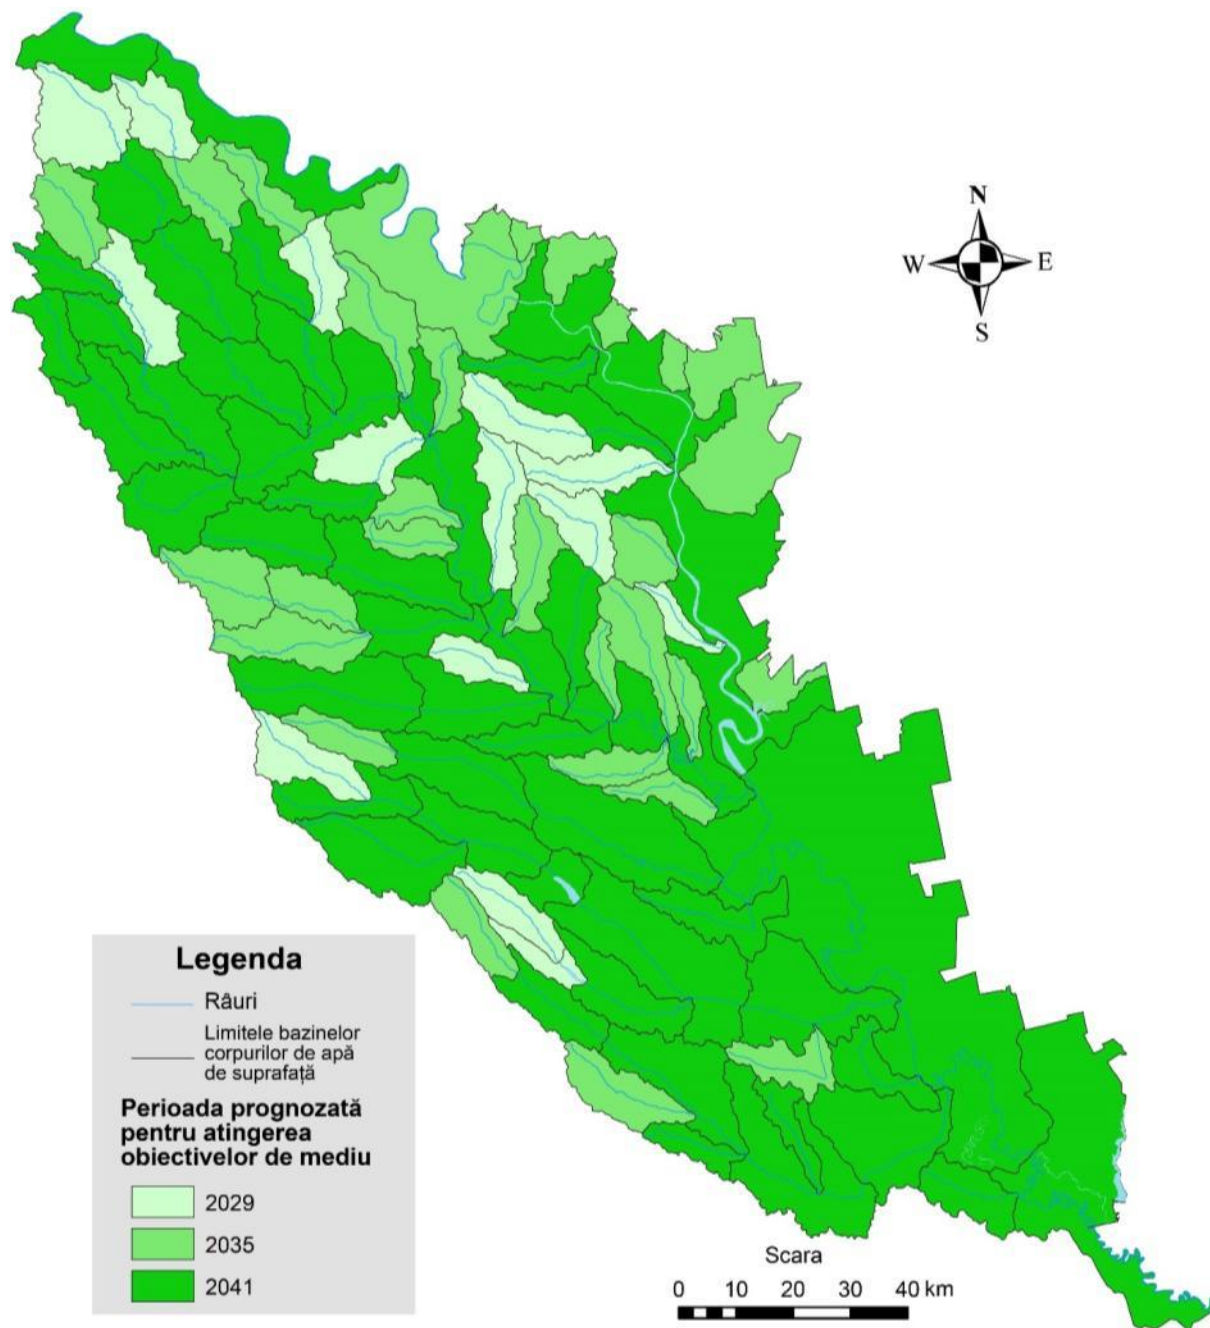 N
W E
S
Legenda
Râuri
Limitele bazinelor
corpurilor de apă
de suprafață
Perioada prognozată
pentru atingerea
obiectivelor de mediu
2029
2035
2041
Scara
0 10 20 30 40 km